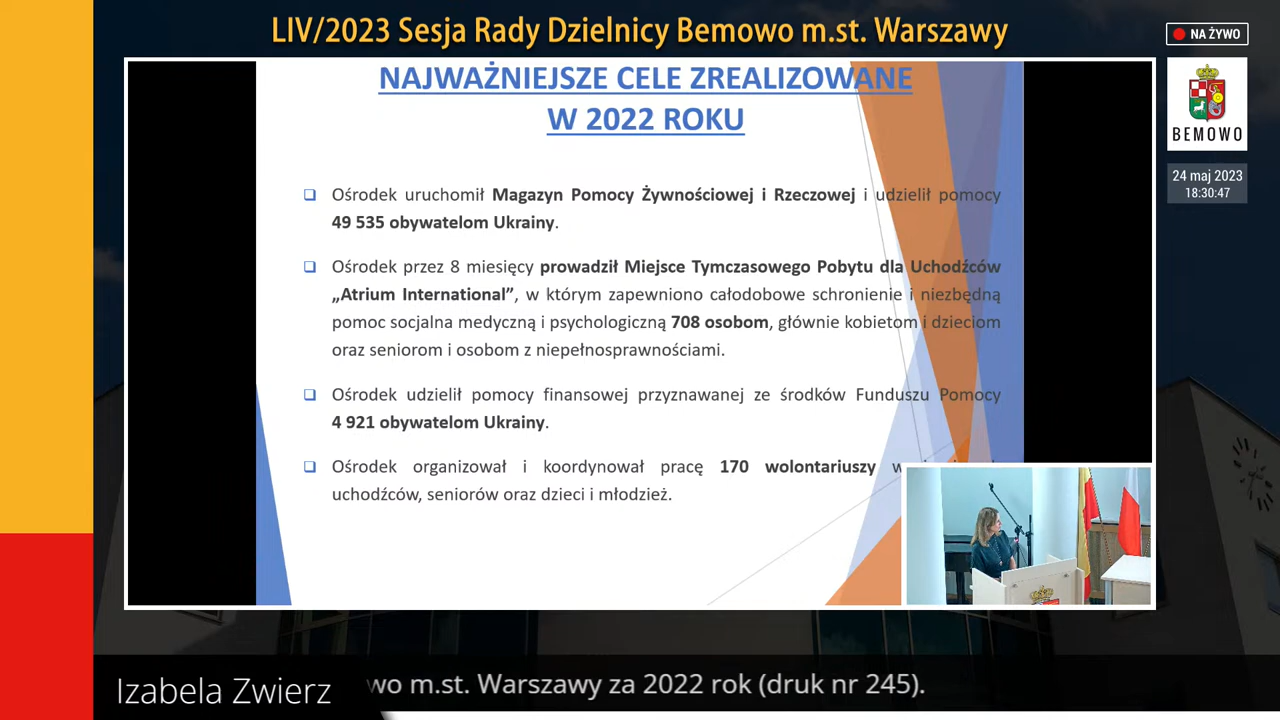 LIV/2023 Sesja Rady Dzielnicy Bemowo m.st. Warszawy
NA ŻYWO
BEMOWO
24 maj 2023
18:30:47
NAJWAŻNIEJSZE CELE ZREALIZOWANE
W 2022 ROKU
❑ Ośrodek uruchomił Magazyn Pomocy Żywnościowej i Rzeczowej i udzielił pomocy
49 535 obywatelom Ukrainy.
❑ Ośrodek przez 8 miesięcy prowadził Miejsce Tymczasowego Pobytu dla Uchodźców
„Atrium International”, w którym zapewniono całodobowe schronienie i niezbędną
pomoc socjalna medyczną i psychologiczną 708 osobom, głównie kobietom i dzieciom
oraz seniorom i osobom z niepełnosprawnościami.
❑ Ośrodek udzielił pomocy finansowej przyznawanej ze środków Funduszu Pomocy
4 921 obywatelom Ukrainy.
❑ Ośrodek organizował i koordynował pracę 170 wolontariuszy
uchodźców, seniorów oraz dzieci i młodzież.
Izabela Zwierz
wo m.st. Warszawy za 2022 rok (druk nr 245).